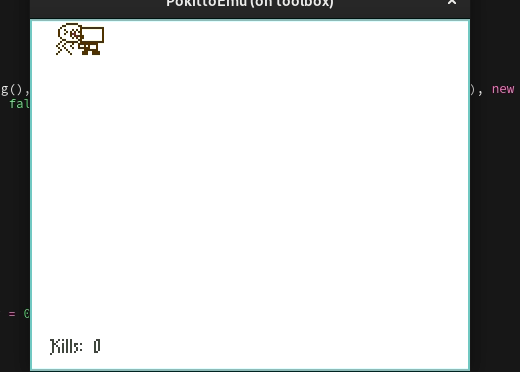 PokittoEmu (on toolbox)
×
g(),
), new
fal
= 0
Kills: 0